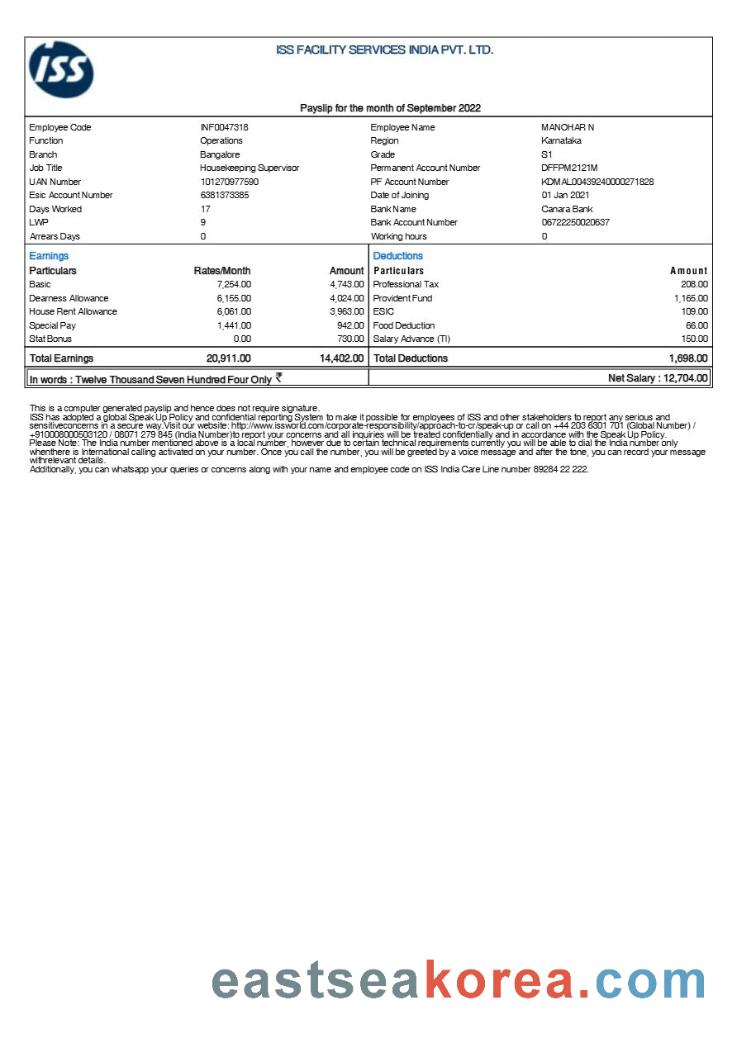 iss
ISS FACILITY SERVICES INDIA PVT. LTD.
Payslip for the month of September 2022
Employee Code INF0047318 Employee Name MANOHAR N
Function Operations Region Karnataka
Branch Bangalore Grade S1
Job Title Housekeeping Supervisor Permanent Account Number DFFPM2121M
UAN Number 101270977590 PF Account Number KDMAL00439240000271828
Esic Account Number 6381373385 Date of Joining 01 Jan 2021
Days Worked 17 Bank Name Canara Bank
LWP 9 Bank Account Number 06722250020637
Arrears Days 0 Working hours 0
Earnings Deductions
Particulars Rates/Month Amount Particulars Amount
Basic 7,254.00 4,743.00 Professional Tax 208.00
Dearness Allowance 6,155.00 4,024.00 Provident Fund 1,165.00
House Rent Allowance 6,061.00 3,963.00 ESIC 109.00
Special Pay 1,441.00 942.00 Food Deduction 66.00
Stat Bonus 0.00 730.00 Salary Advance (TI) 150.00
Total Earnings 20,911.00 14,402.00 Total Deductions 1,698.00
In words : Twelve Thousand Seven Hundred Four Only ₹ Net Salary : 12,704.00
This is a computer generated payslip and hence does not require signature.
ISS has adopted a global Speak Up Policy and confidential reporting System to make it possible for employees of ISS and other stakeholders to report any serious and
sensitiveconcerns in a secure way.Visit our website: http://www.issworld.com/corporate-responsibility/approach-to-cr/speak-up or call on +44 203 6301 701 (Global Number) /
+910008000503120 / 08071 279 845 (India Number)to report your concerns and all inquiries will be treated confidentially and in accordance with the Speak Up Policy.
Please Note: The India number mentioned above is a local number, however due to certain technical requirements currently you will be able to dial the India number only
whenthere is International calling activated on your number. Once you call the number, you will be greeted by a voice message and after the tone, you can record your message
withrelevant details.
Additionally, you can whatsapp your queries or concerns along with your name and employee code on ISS India Care Line number 89284 22 222.
eastseakorea.com